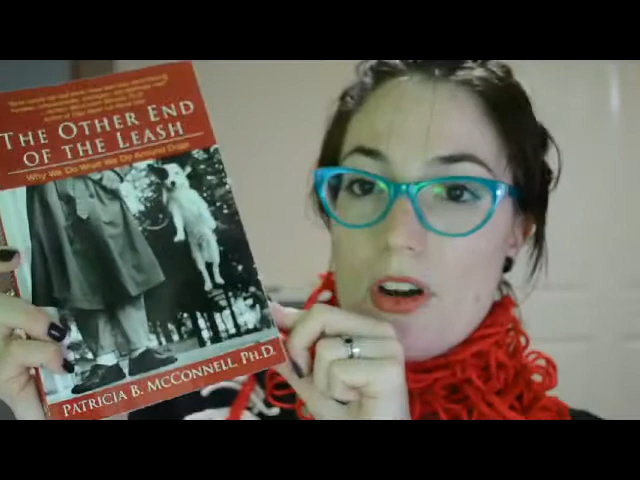 THE OTHER END
OF THE LEASH
Why We Do What We Do Around Dogs
PATRICIA B. MCCONNELL, PH.D.